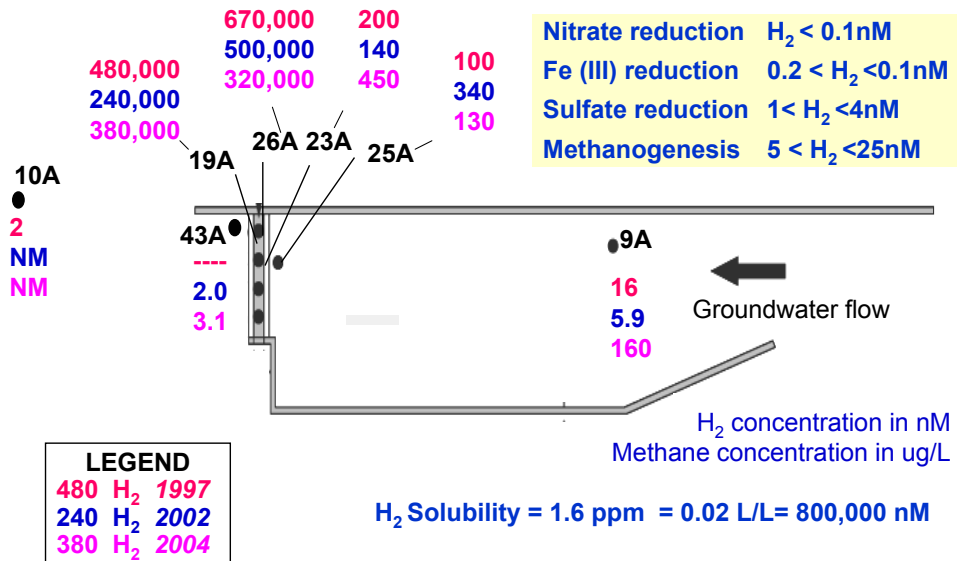 670,000 200
500,000 140
320,000 450
480,000
240,000
380,000
100
340
130
Nitrate reduction H₂ < 0.1nM
Fe (III) reduction 0.2 < H₂ <0.1nM
Sulfate reduction 1< H₂ <4nM
Methanogenesis 5 < H₂ <25nM
26A 23A
19A 25A
10A
2
NM
NM
43A
----
2.0
3.1
9A
16
5.9
160
Groundwater flow
H₂ concentration in nM
Methane concentration in ug/L
LEGEND
480 H₂ 1997
240 H₂ 2002
380 H₂ 2004
H₂ Solubility = 1.6 ppm = 0.02 L/L= 800,000 nM